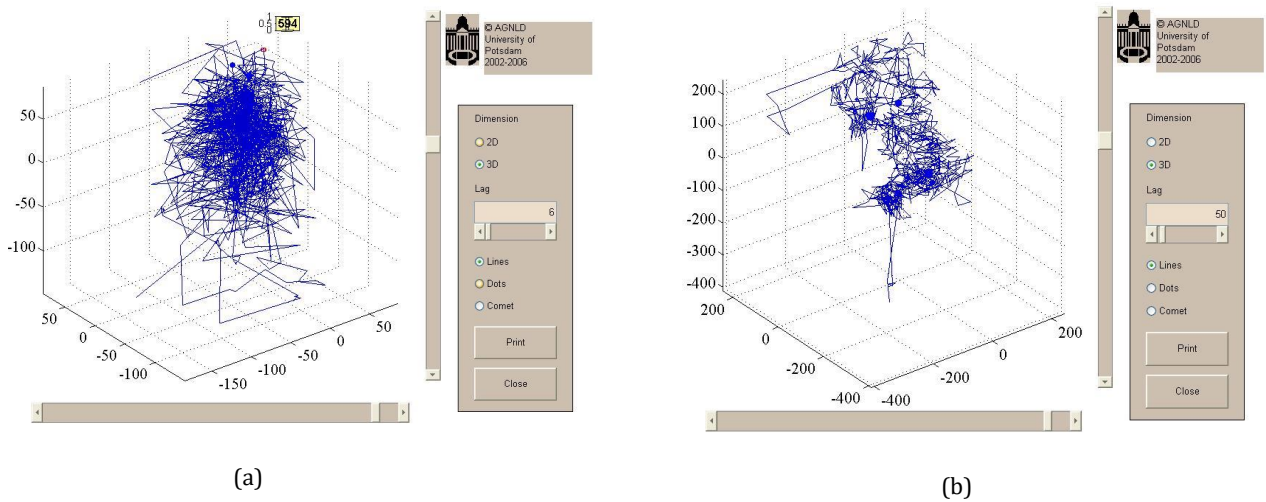 1
0.5
0
594
50
0
-50
-100
50
0
-50
-100
-150
-100
-50
0
50
© AGNLD
University of
Potsdam
2002-2006
Dimension
2D
3D
Lag
6
Lines
Dots
Comet
Print
Close
(a)
200
100
0
-100
-200
-300
-400
200
0
-200
-400
-400
-200
0
200
© AGNLD
University of
Potsdam
2002-2006
Dimension
2D
3D
Lag
50
Lines
Dots
Comet
Print
Close
(b)